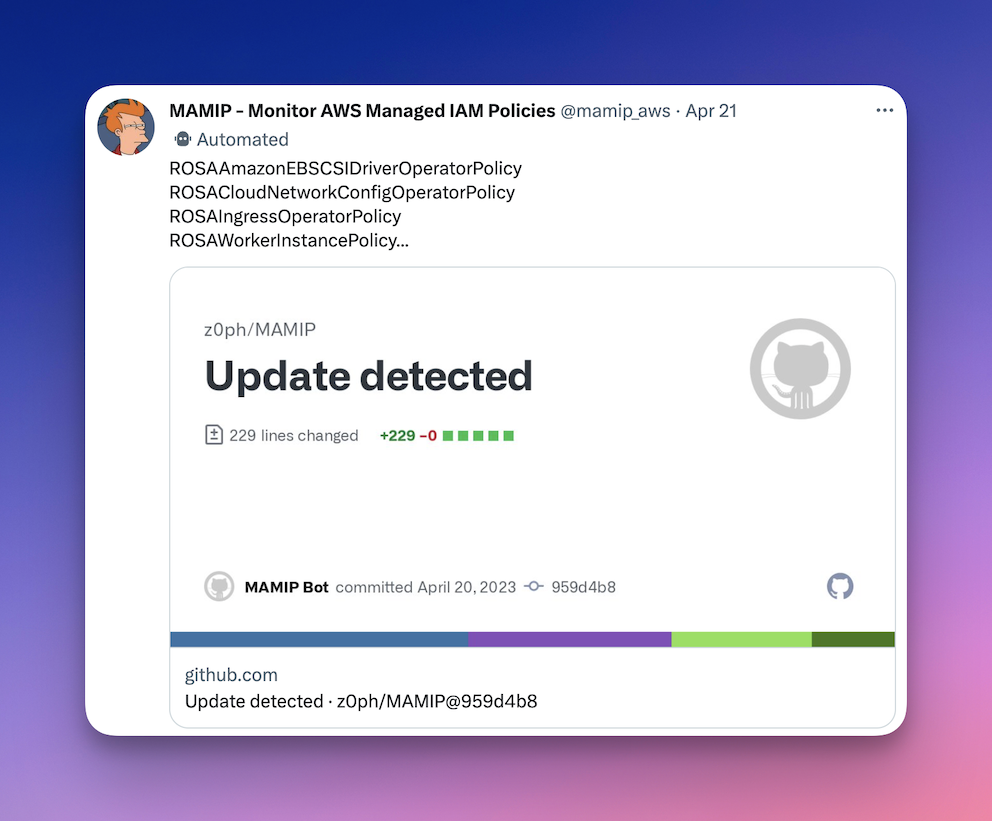 MAMIP - Monitor AWS Managed IAM Policies @mamip_aws · Apr 21
Automated
ROSAAmazonEBSCSIDriverOperatorPolicy
ROSACloudNetworkConfigOperatorPolicy
ROSAIngressOperatorPolicy
ROSAWorkerInstancePolicy...
z0ph/MAMIP
Update detected
229 lines changed +229 −0
MAMIP Bot committed April 20, 2023 959d4b8
github.com
Update detected · z0ph/MAMIP@959d4b8